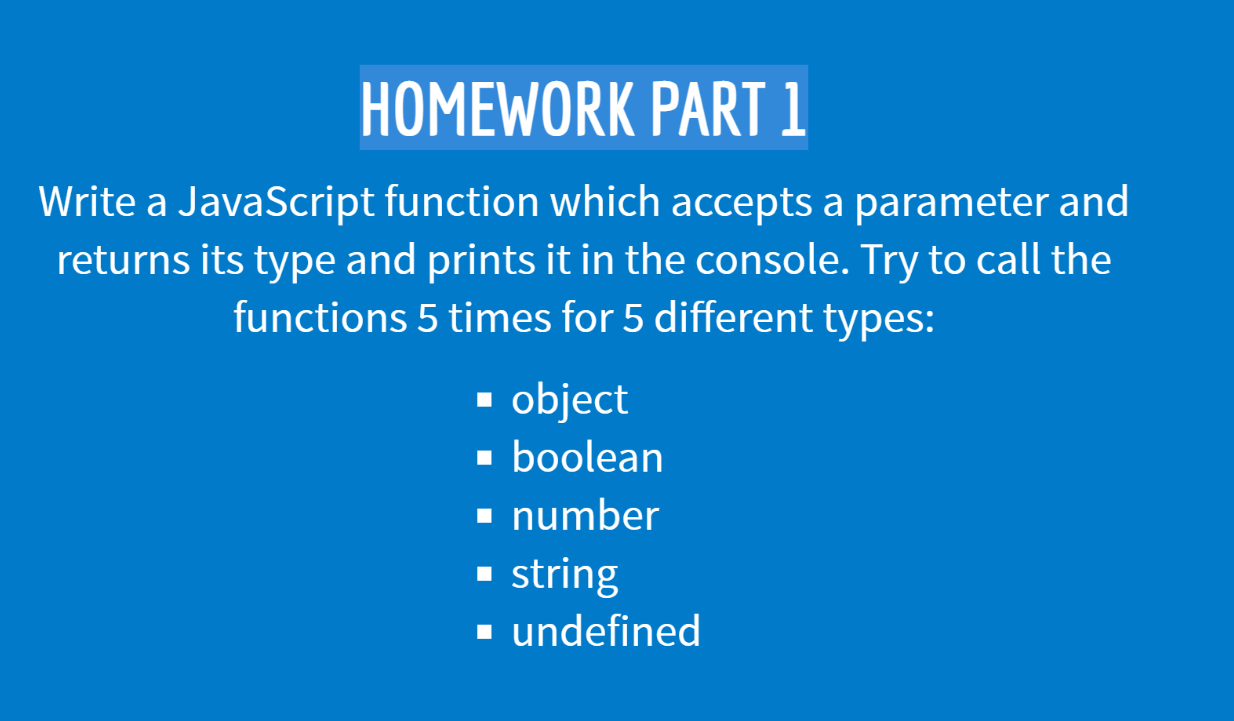 HOMEWORK PART 1
Write a JavaScript function which accepts a parameter and
returns its type and prints it in the console. Try to call the
functions 5 times for 5 different types:
▪ object
▪ boolean
▪ number
▪ string
▪ undefined